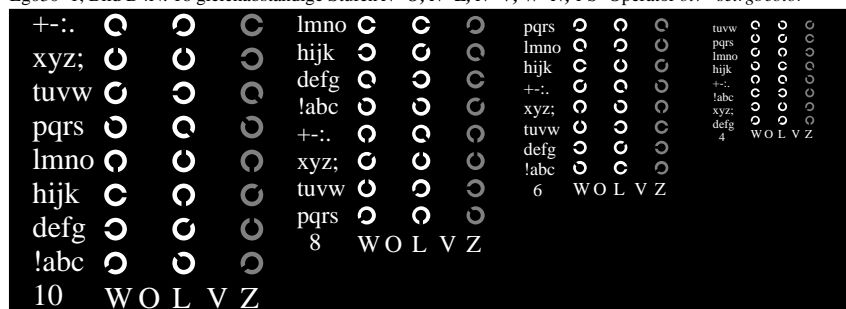 +-:.
xyz;
tuvw
pqrs
lmno
hijk
defg
!abc
10 W O L V Z
lmno
hijk
defg
!abc
+-:.
xyz;
tuvw
pqrs
8 W O L V Z
pqrs
lmno
hijk
+-:.
xyz;
tuvw
defg
!abc
6 W O L V Z
tuvw
pqrs
lmno
hijk
+-:.
!abc
xyz;
defg
4 W O L V Z